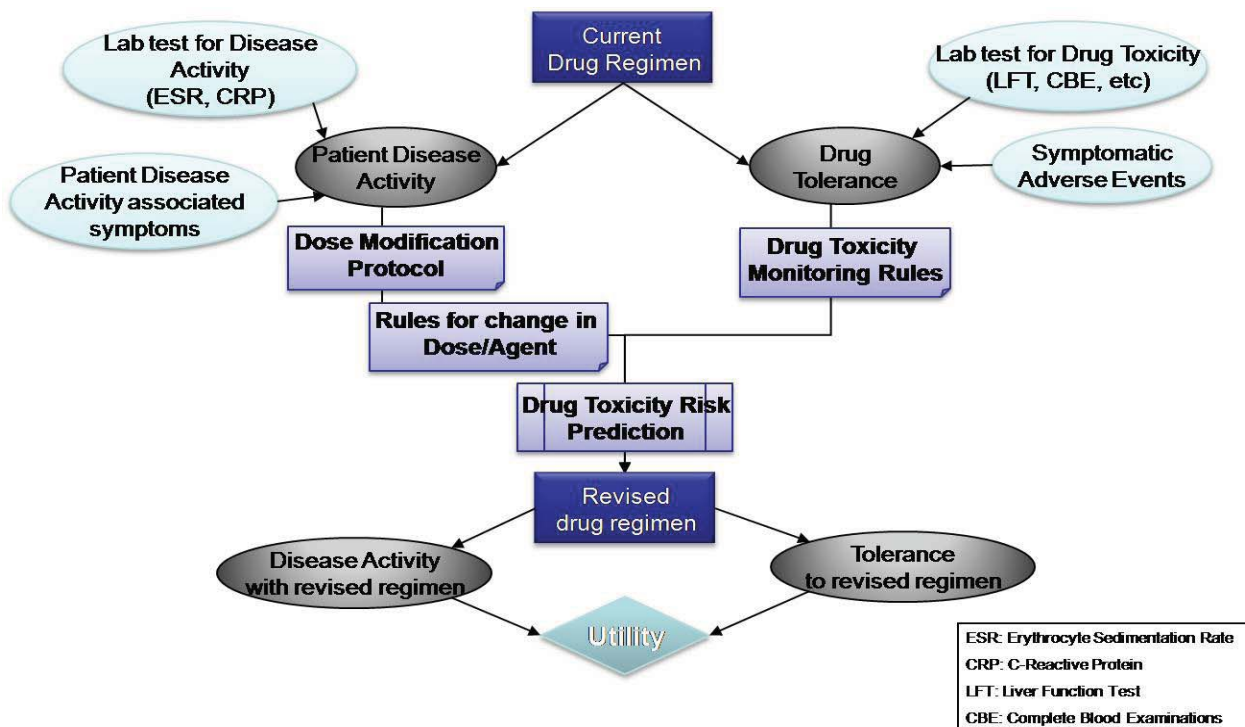 Lab test for Disease
Activity
(ESR, CRP)
Current
Drug Regimen
Lab test for Drug Toxicity
(LFT, CBE, etc)
Patient Disease
Activity associated
symptoms
Patient Disease
Activity
Drug
Tolerance
Symptomatic
Adverse Events
Dose Modification
Protocol
Drug Toxicity
Monitoring Rules
Rules for change in
Dose/Agent
Drug Toxicity Risk
Prediction
Revised
drug regimen
Disease Activity
with revised regimen
Tolerance
to revised regimen
Utility
ESR: Erythrocyte Sedimentation Rate
CRP: C-Reactive Protein
LFT: Liver Function Test
CBE: Complete Blood Examinations